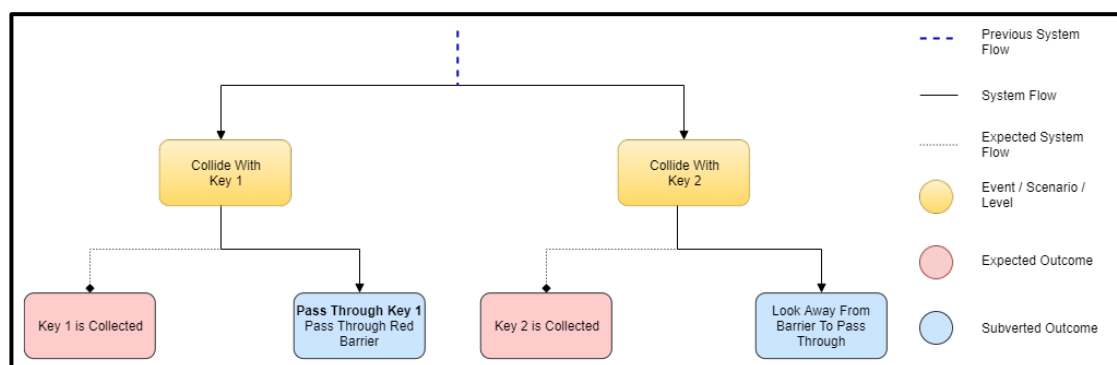 Previous System
Flow
System Flow
Expected System
Flow
Collide With
Key 1
Collide With
Key 2
Event / Scenario /
Level
Expected Outcome
Key 1 is Collected
Pass Through Key 1
Pass Through Red
Barrier
Key 2 is Collected
Look Away From
Barrier To Pass
Through
Subverted Outcome